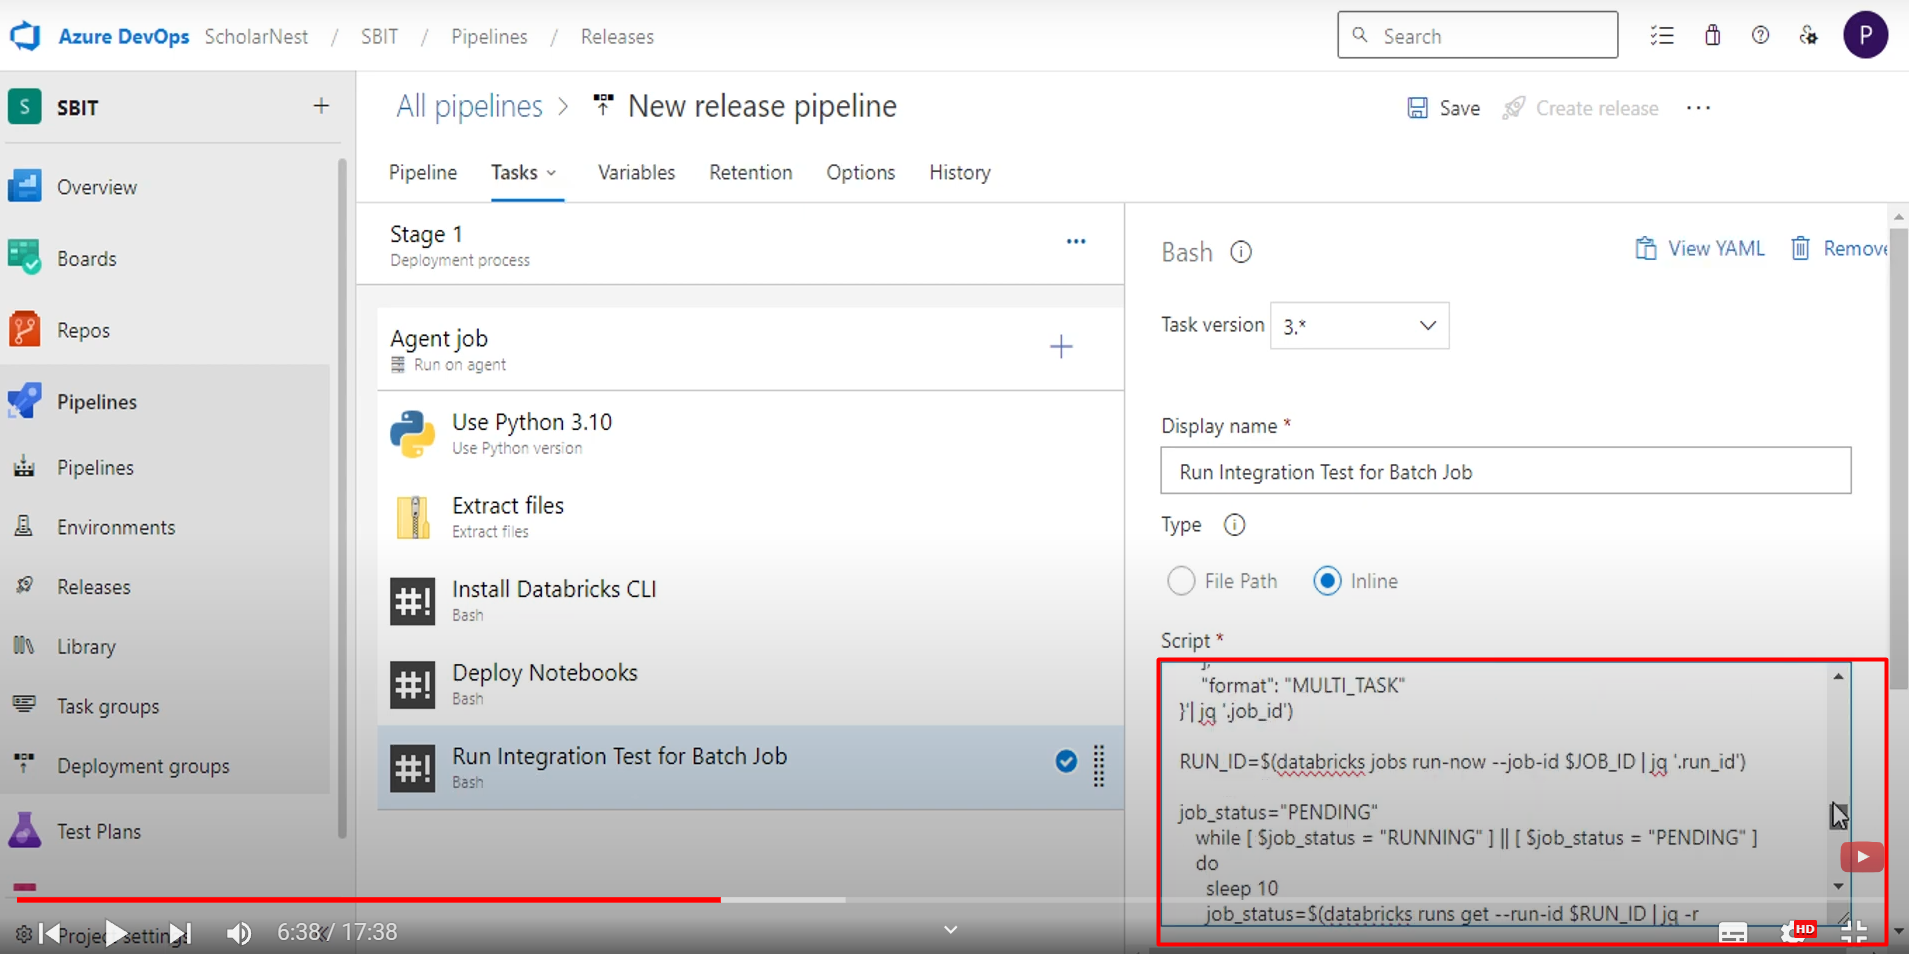 Azure DevOps ScholarNest / SBIT / Pipelines / Releases
Search
P
S SBIT
All pipelines > New release pipeline
Save Create release ...
Overview
Boards
Repos
Pipelines
Pipelines
Environments
Releases
Library
Task groups
Deployment groups
Test Plans
Project settings
Pipeline Tasks Variables Retention Options History
Stage 1
Deployment process
Agent job
Run on agent
Use Python 3.10
Use Python version
Extract files
Extract files
#! Install Databricks CLI
Bash
#! Deploy Notebooks
Bash
#! Run Integration Test for Batch Job
Bash
Bash
View YAML Remove
Task version 3.*
Display name *
Run Integration Test for Batch Job
Type
File Path Inline
Script *
],
"format": "MULTI_TASK"
}'| jq '.job_id')
RUN_ID=$(databricks jobs run-now --job-id $JOB_ID | jq '.run_id')
job_status="PENDING"
while [ $job_status = "RUNNING" ] || [ $job_status = "PENDING" ]
do
sleep 10
job_status=$(databricks runs get --run-id $RUN_ID | jq -r
6:38 / 17:38
HD